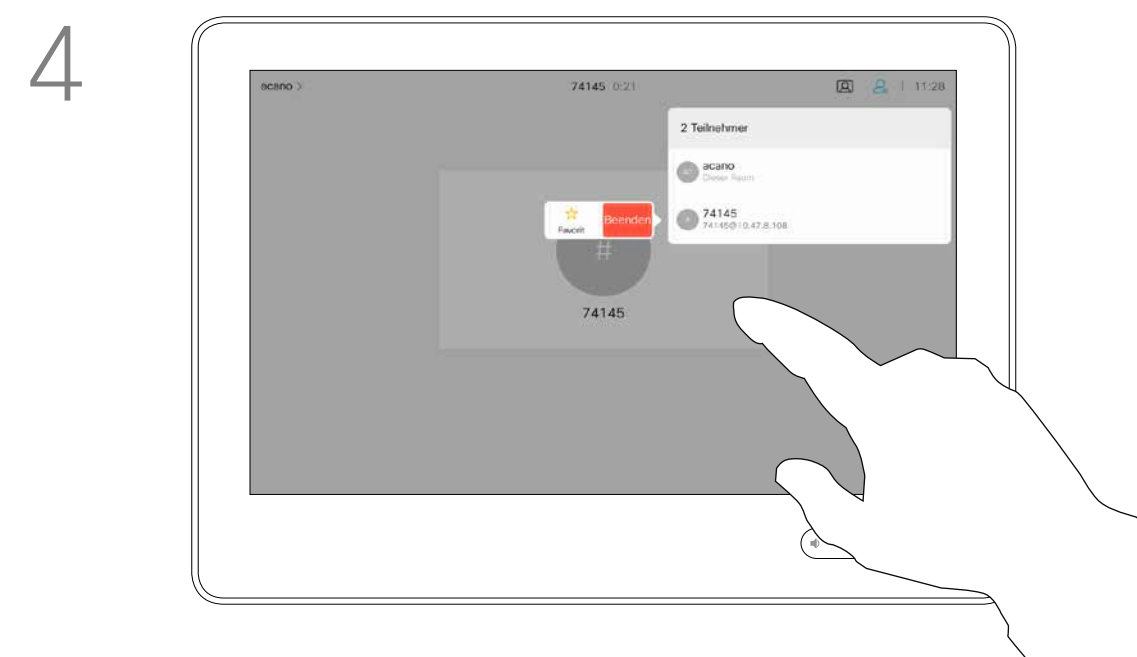 4
acano
74145 0:21
11:28
2 Teilnehmer
acano
Dieser Raum
74145
74145@10.47.8.108
Favorit
Beenden
#
74145